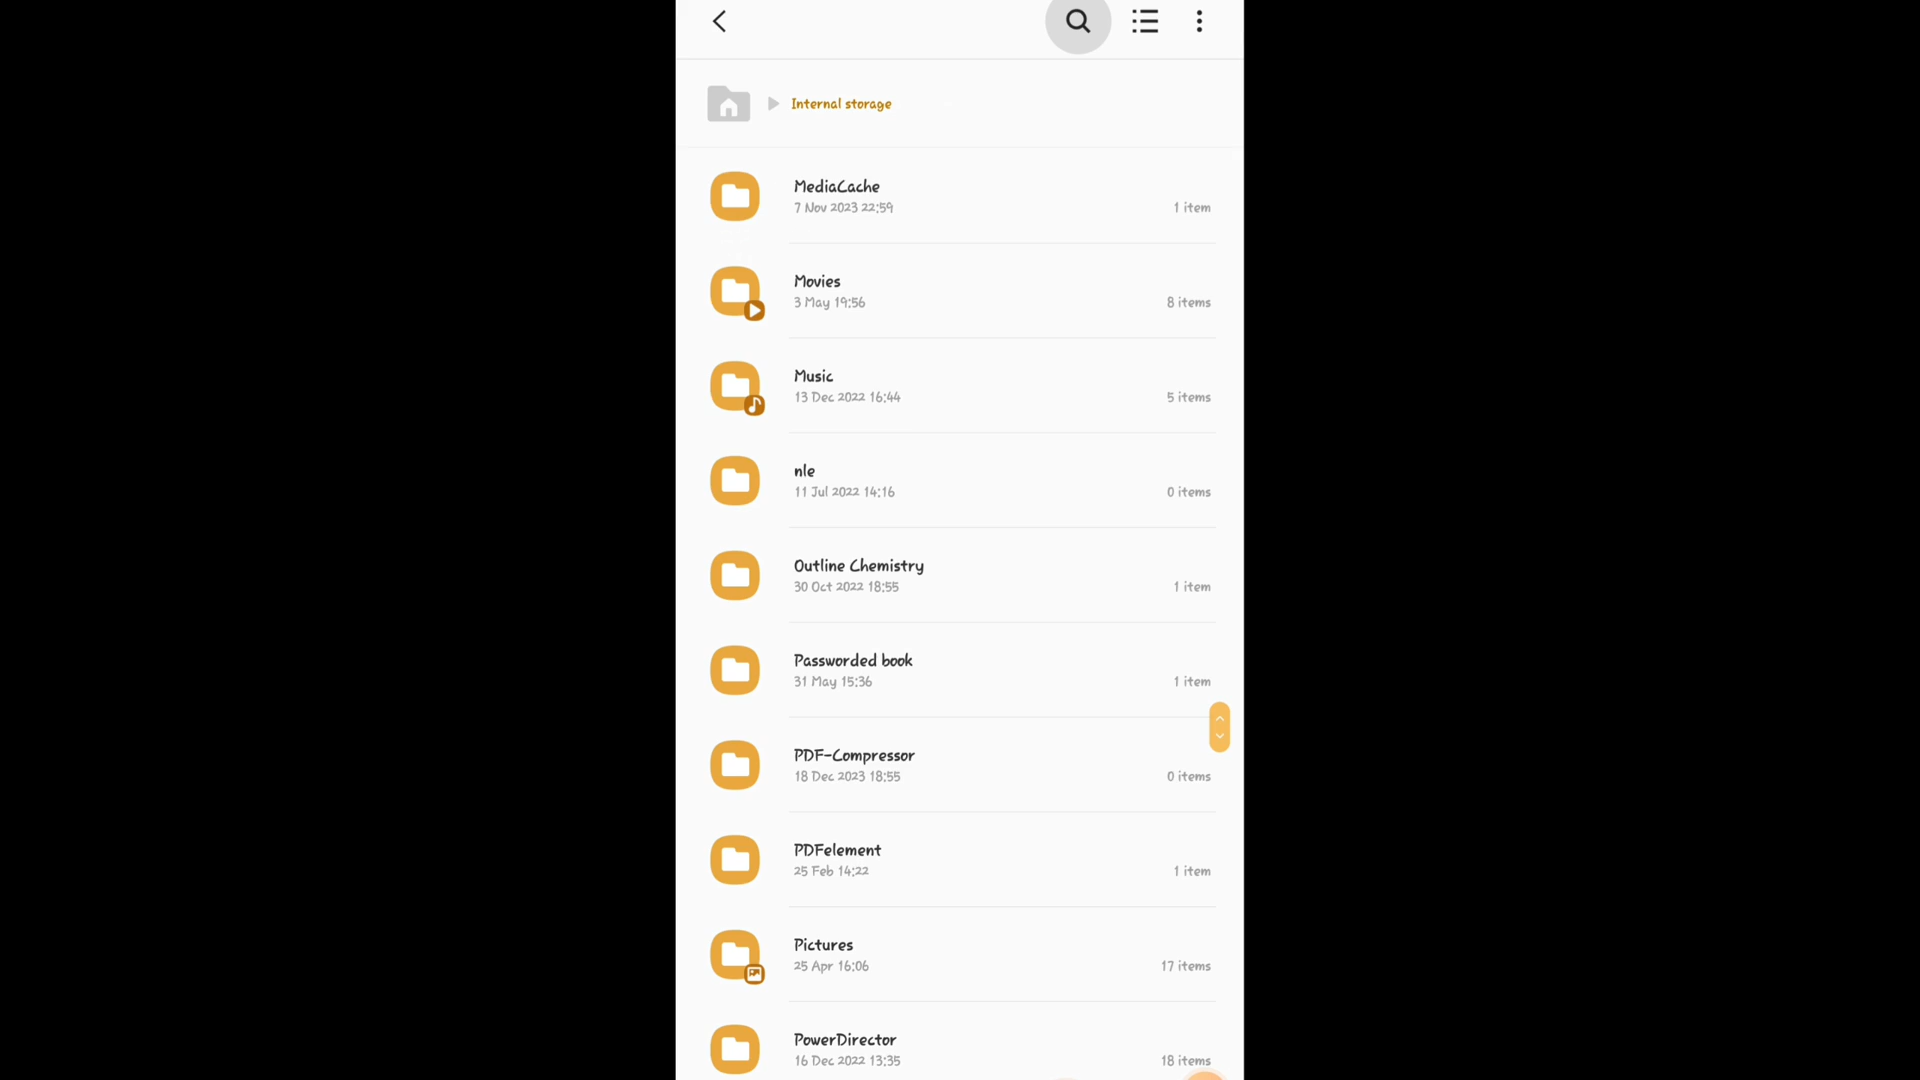 Internal storage
MediaCache
7 Nov 2023 22:59
1 item
Movies
3 May 19:56
8 items
Music
13 Dec 2022 16:44
5 items
nle
11 Jul 2022 14:16
0 items
Outline Chemistry
30 Oct 2022 18:55
1 item
Passworded book
31 May 15:36
1 item
PDF-Compressor
18 Dec 2023 18:55
0 items
PDFelement
25 Feb 14:22
1 item
Pictures
25 Apr 16:06
17 items
PowerDirector
16 Dec 2022 13:35
18 items